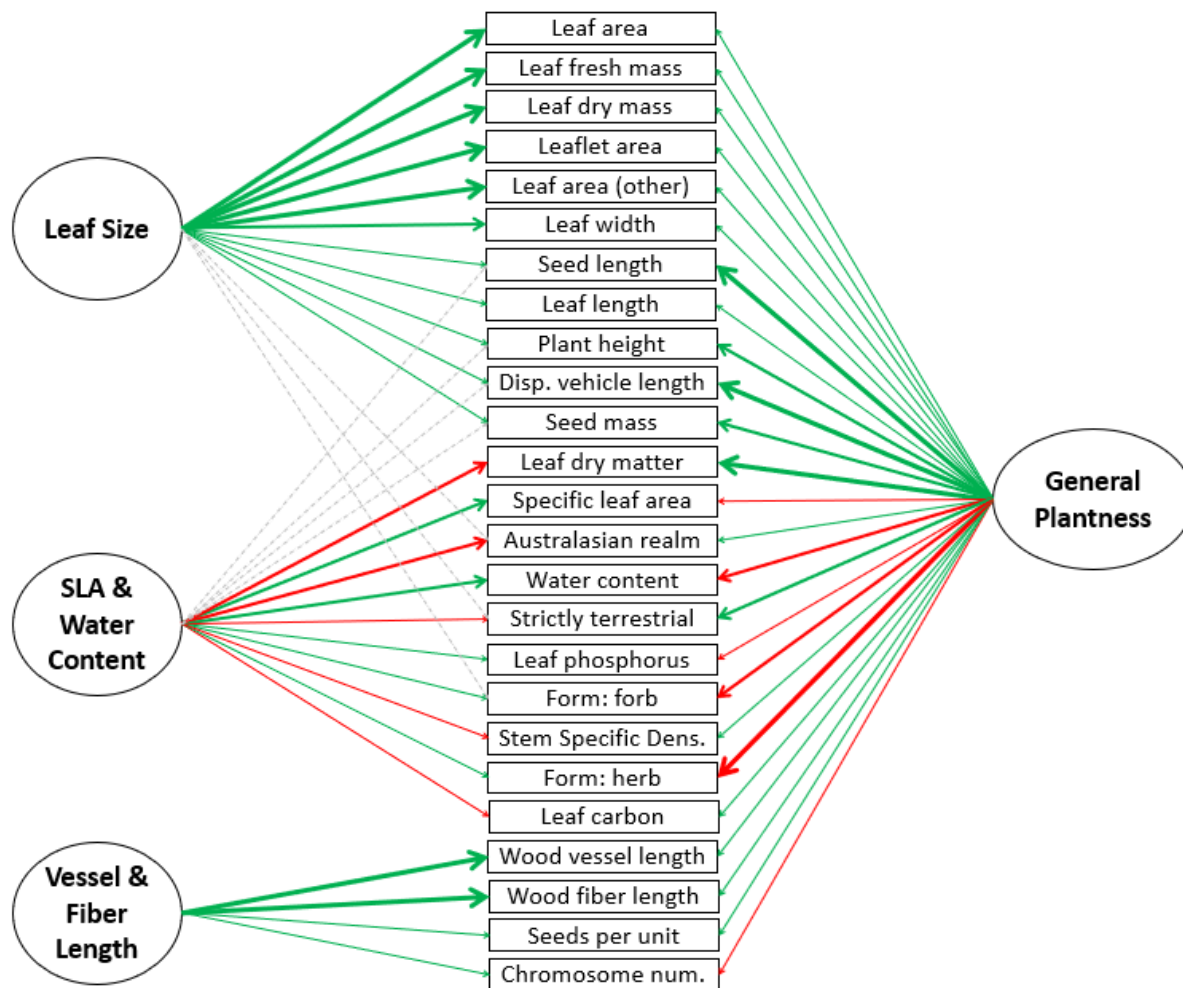 Leaf area
Leaf fresh mass
Leaf dry mass
Leaflet area
Leaf area (other)
Leaf width
Seed length
Leaf length
Plant height
Disp. vehicle length
Seed mass
Leaf dry matter
Specific leaf area
Australasian realm
Water content
Strictly terrestrial
Leaf phosphorus
Form: forb
Stem Specific Dens.
Form: herb
Leaf carbon
Wood vessel length
Wood fiber length
Seeds per unit
Chromosome num.
Leaf Size
SLA &
Water
Content
Vessel &
Fiber
Length
General
Plantness